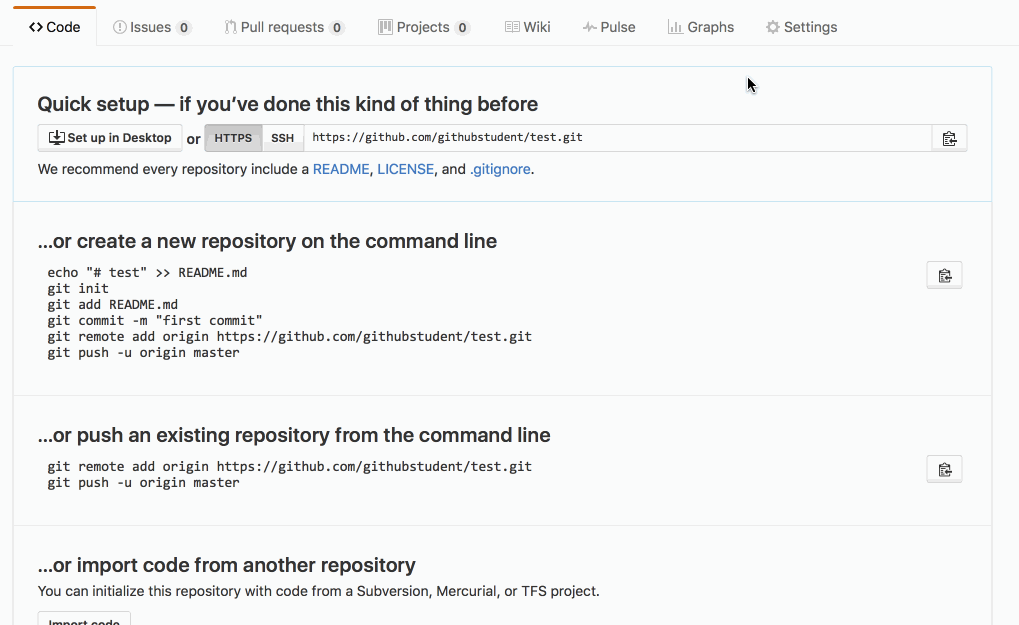 Code Issues 0 Pull requests 0 Projects 0 Wiki Pulse Graphs Settings
Quick setup — if you’ve done this kind of thing before
Set up in Desktop or HTTPS SSH https://github.com/githubstudent/test.git
We recommend every repository include a README, LICENSE, and .gitignore.
…or create a new repository on the command line
echo "# test" >> README.md
git init
git add README.md
git commit -m "first commit"
git remote add origin https://github.com/githubstudent/test.git
git push -u origin master
…or push an existing repository from the command line
git remote add origin https://github.com/githubstudent/test.git
git push -u origin master
…or import code from another repository
You can initialize this repository with code from a Subversion, Mercurial, or TFS project.
Import code